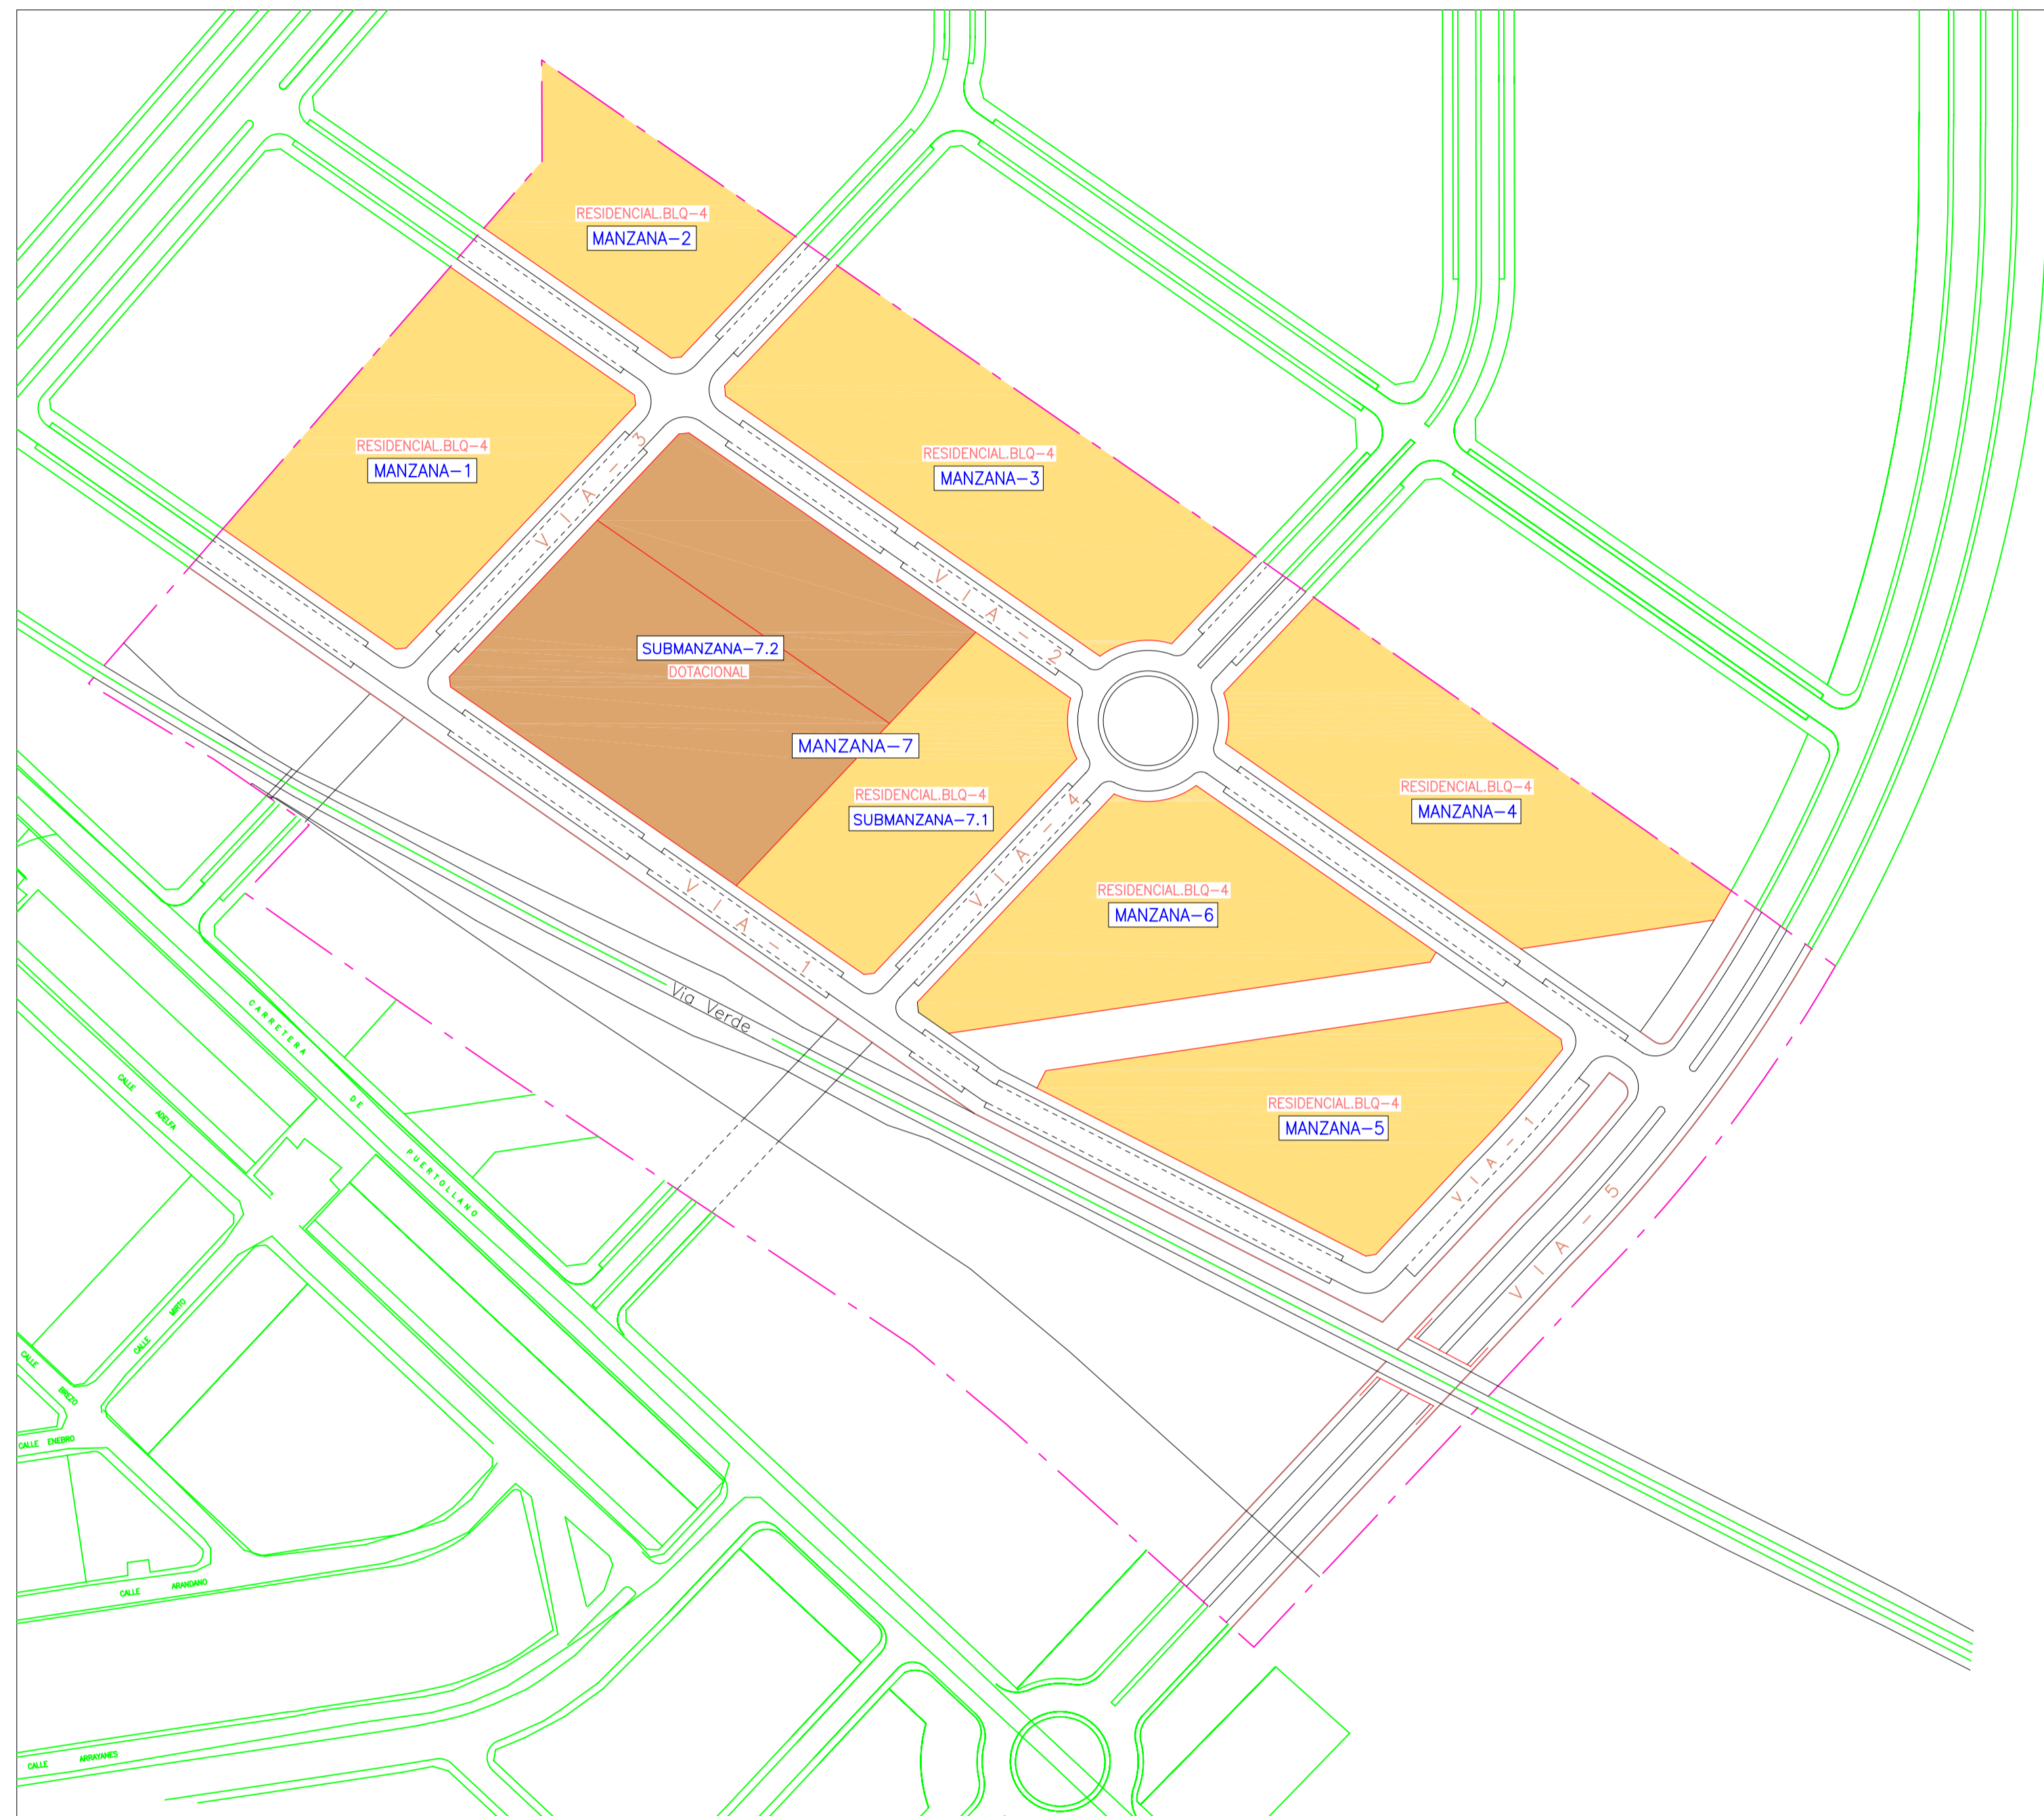 RESIDENCIAL.BLQ-4
MANZANA-2
RESIDENCIAL.BLQ-4
MANZANA-1
VIA-3
RESIDENCIAL.BLQ-4
MANZANA-3
VIA-2
SUBMANZANA-7.2
DOTACIONAL
MANZANA-7
RESIDENCIAL.BLQ-4
SUBMANZANA-7.1
VIA-4
RESIDENCIAL.BLQ-4
MANZANA-4
VIA-1
RESIDENCIAL.BLQ-4
MANZANA-6
Via Verde
RESIDENCIAL.BLQ-4
MANZANA-5
VIA-1
VIA-5
CARRETERA DE PUERTOLLANO
CALLE ADELFA
CALLE MIRTO
CALLE BREZO
CALLE ENEBRO
CALLE ARANDANO
CALLE ARRAYANES